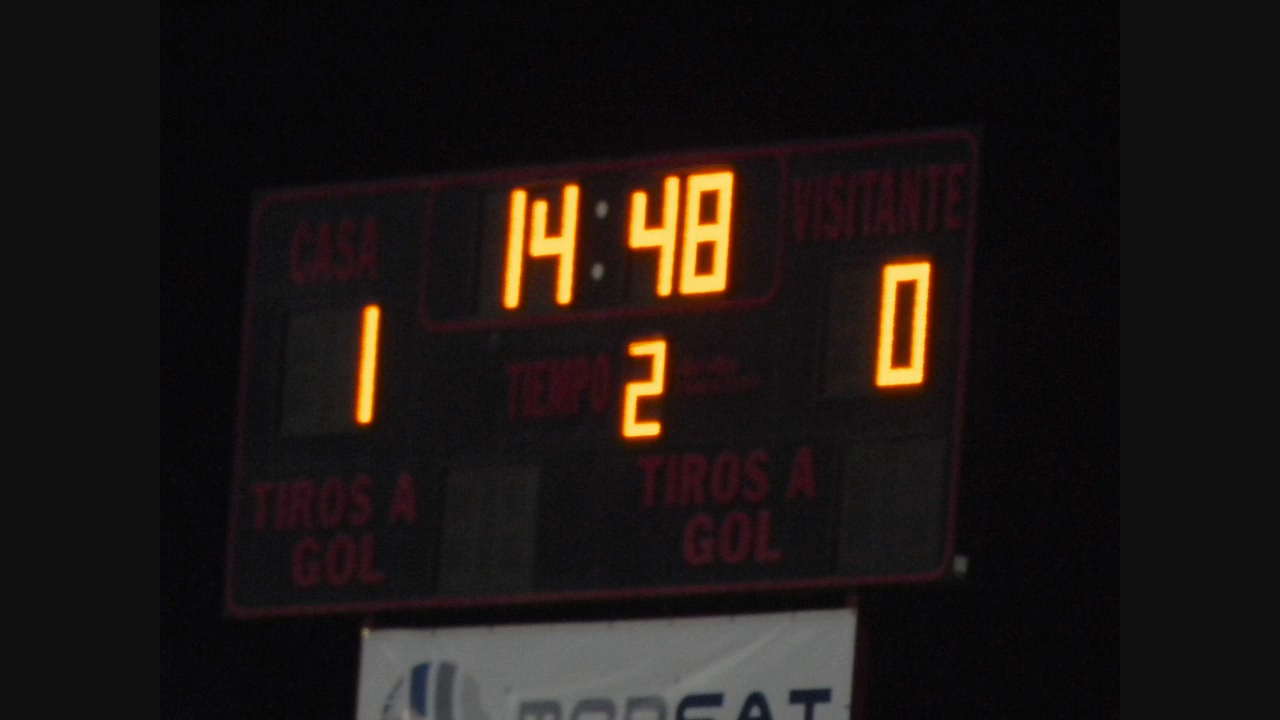 CASA
14:48
VISITANTE
1
TIEMPO 2
0
TIROS A
GOL
TIROS A
GOL